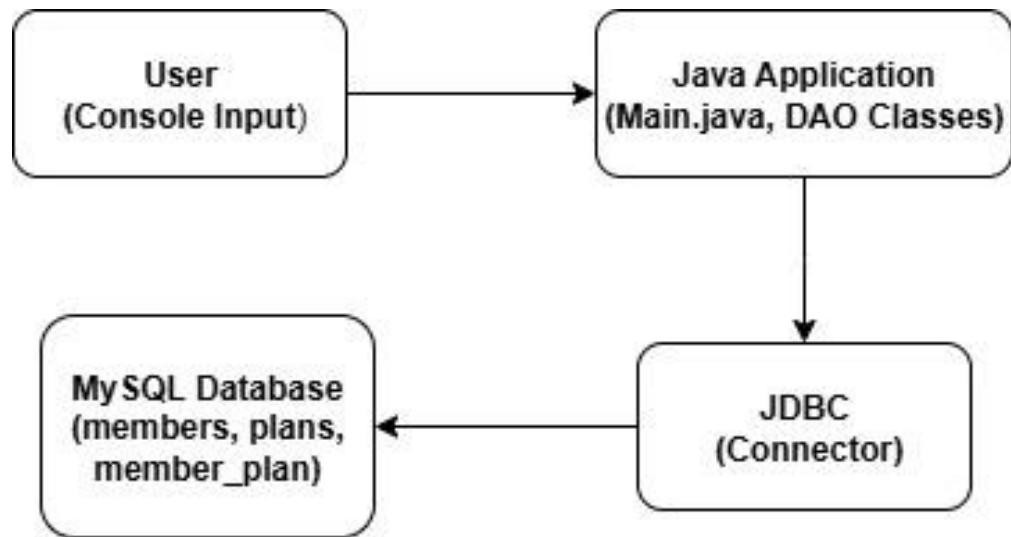 User
(Console Input)
Java Application
(Main.java, DAO Classes)
JDBC
(Connector)
MySQL Database
(members, plans,
member_plan)